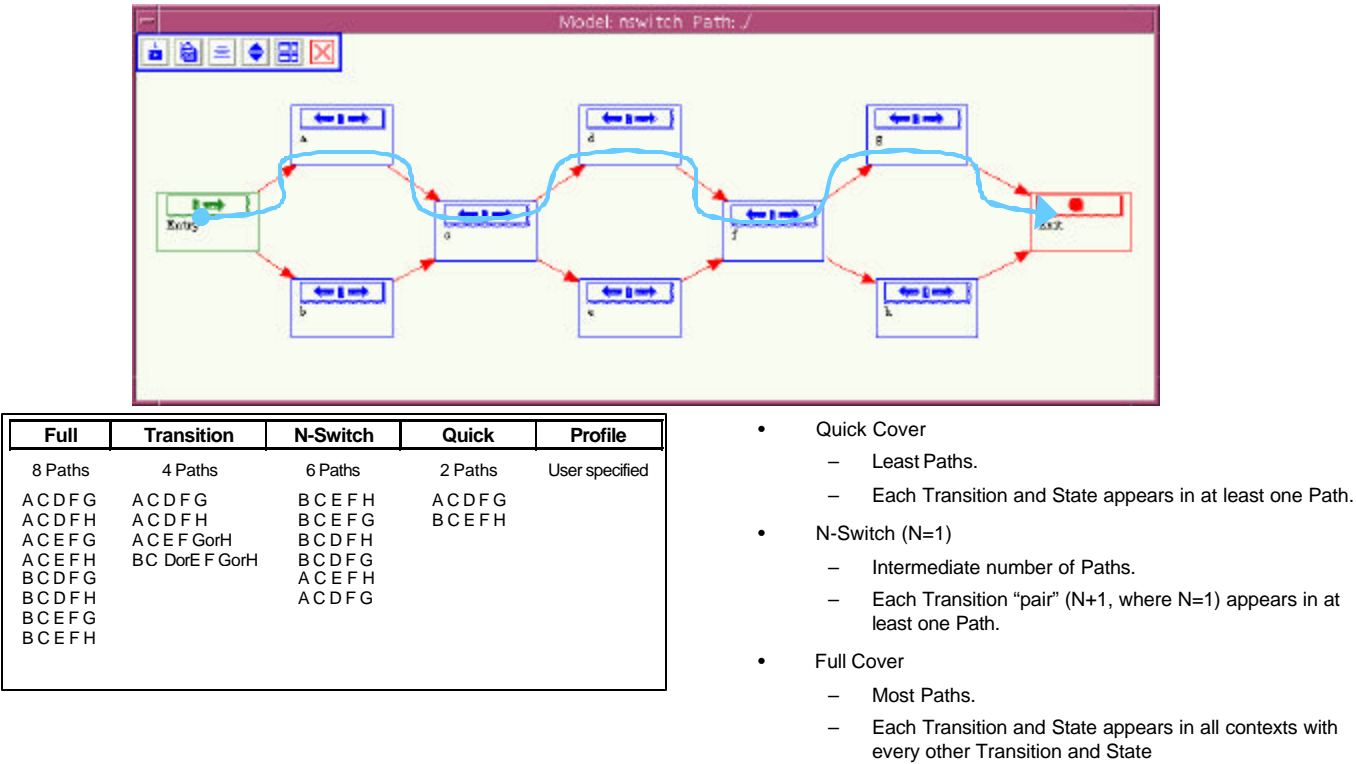 Model: nswitch Path: ./
a
d
g
Entry
c
f
Exit
b
e
h
Full Transition N-Switch Quick Profile
8 Paths 4 Paths 6 Paths 2 Paths User specified
A C D F G A C D F G B C E F H A C D F G
A C D F H A C D F H B C E F G B C E F H
A C E F G A C E F GorH B C D F H
A C E F H B C DorE F GorH B C D F G
B C D F G A C E F H
B C D F H A C D F G
B C E F G
B C E F H
• Quick Cover
– Least Paths.
– Each Transition and State appears in at least one Path.
• N-Switch (N=1)
– Intermediate number of Paths.
– Each Transition “pair” (N+1, where N=1) appears in at
least one Path.
• Full Cover
– Most Paths.
– Each Transition and State appears in all contexts with
every other Transition and State